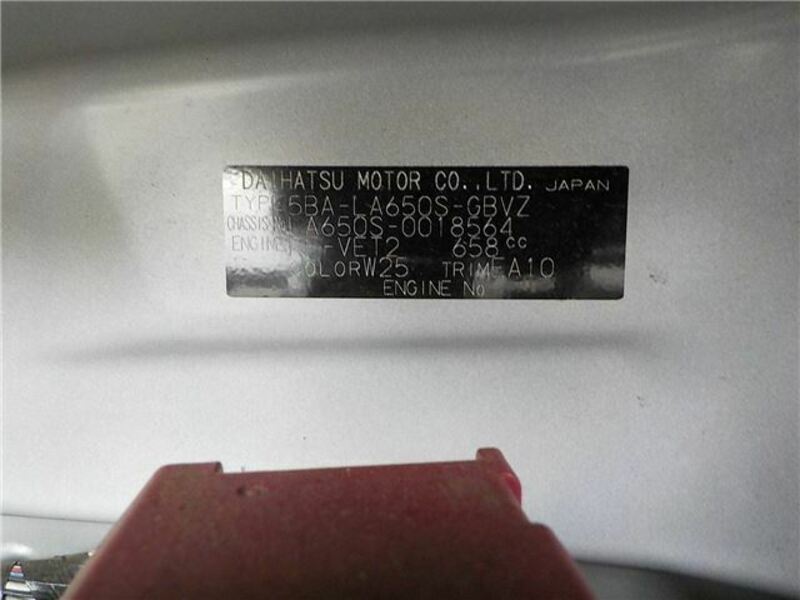 DAIHATSU MOTOR CO.,LTD. JAPAN
TYPE 5BA-LA650S-GBVZ
CHASSIS NO. LA650S-0018564
ENGINE -VET2 658cc
COLOR W25 TRIM FA10
ENGINE No